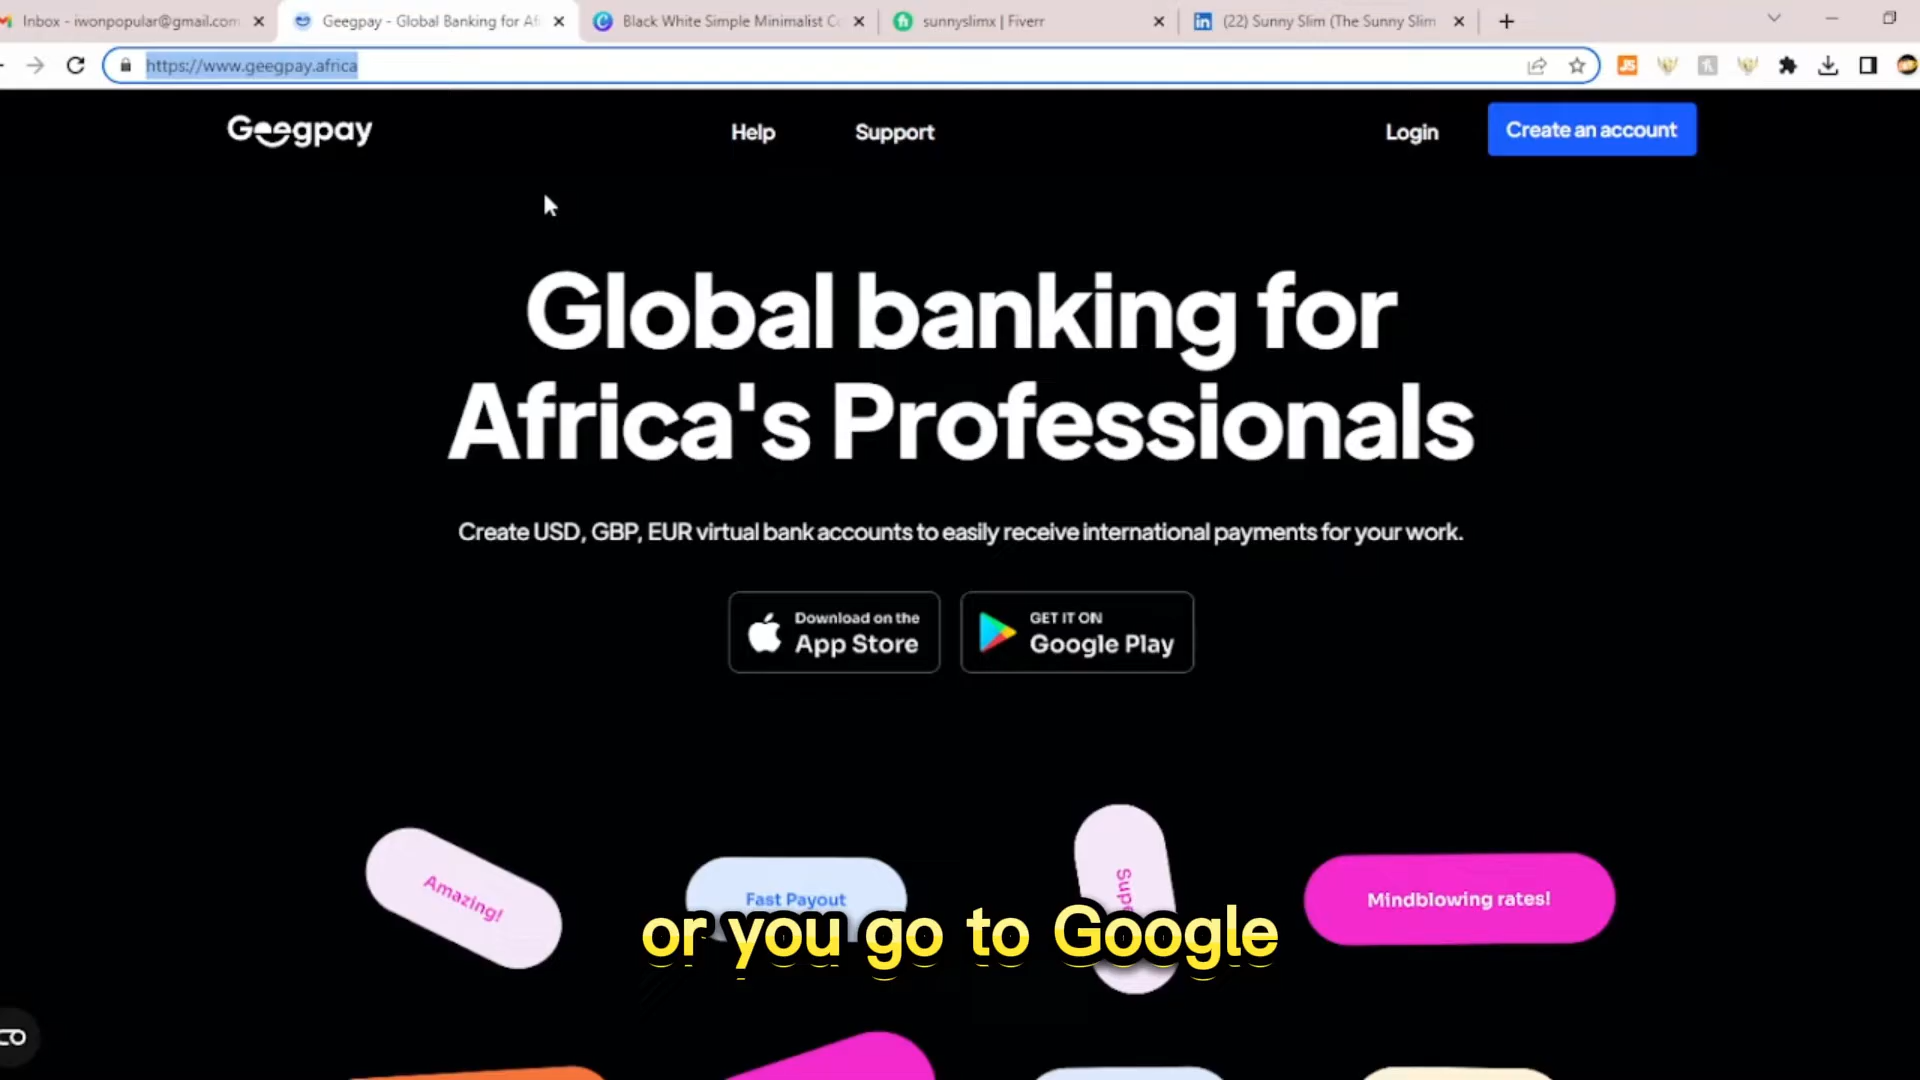 Inbox - iwonpopular@gmail.com
Geegpay - Global Banking for Af
Black White Simple Minimalist Co
sunnyslimx | Fiverr
(22) Sunny Slim (The Sunny Slim
https://www.geegpay.africa
Geegpay
Help
Support
Login
Create an account
Global banking for
Africa's Professionals
Create USD, GBP, EUR virtual bank accounts to easily receive international payments for your work.
Download on the
App Store
GET IT ON
Google Play
Amazing!
Fast Payout
Mindblowing rates!
or you go to Google